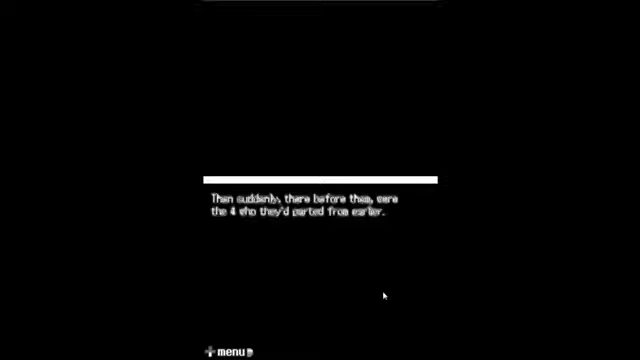 Then suddenly, there before them, were
the 4 who they'd parted from earlier.
menu